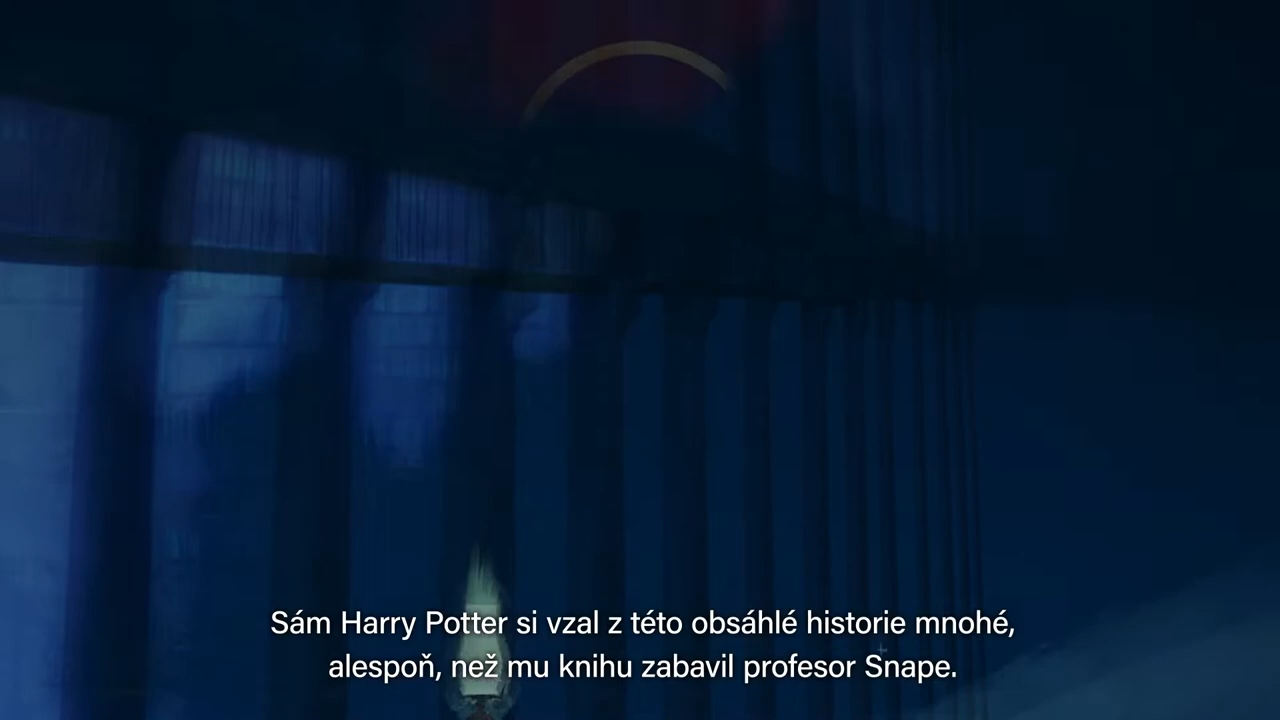 Sám Harry Potter si vzal z této obsáhlé historie mnohé,
alespoň, než mu knihu zabavil profesor Snape.